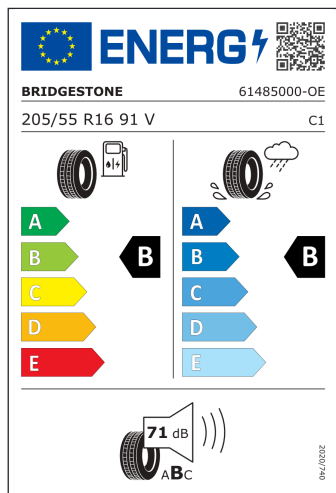 ENERG
BRIDGESTONE 61485000-OE
205/55 R16 91 V C1
A A
B B B B
C C
D D
E E
71 dB
ABC
2020/740